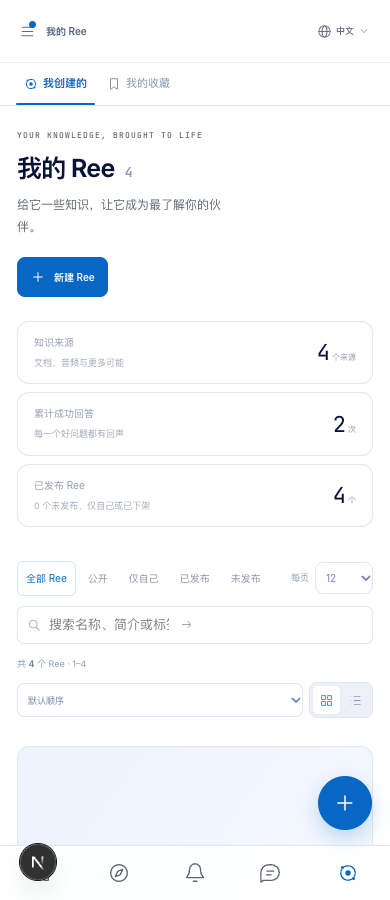 我的 Ree
中文
我创建的
我的收藏
YOUR KNOWLEDGE, BROUGHT TO LIFE
我的 Ree 4
给它一些知识，让它成为最了解你的伙
伴。
新建 Ree
知识来源
文档、音频与更多可能
4 个来源
累计成功回答
每一个好问题都有回声
2 次
已发布 Ree
0 个未发布、仅自己或已下架
4 个
全部 Ree
公开
仅自己
已发布
未发布
每页
12
搜索名称、简介或标
共 4 个 Ree · 1–4
默认顺序
N